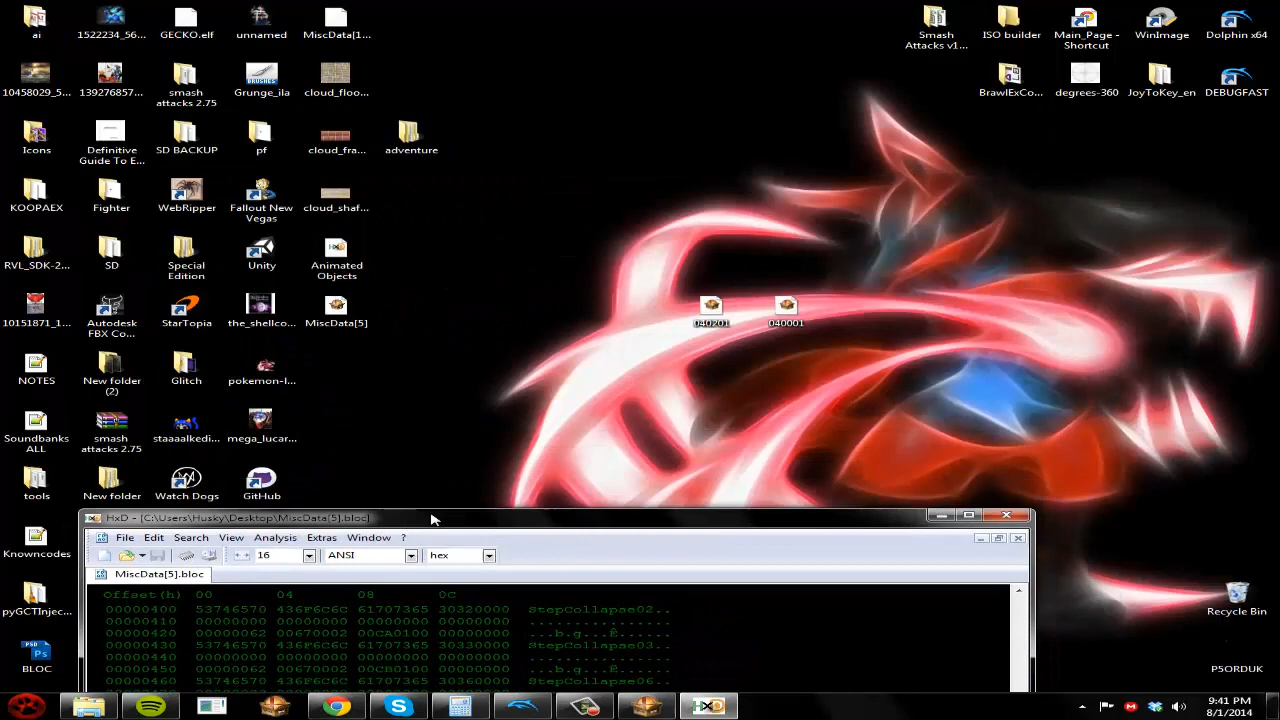 ai
1522234_56...
GECKO.elf
unnamed
MiscData[1...
Smash
Attacks v1...
ISO builder
Main_Page -
Shortcut
WinImage
Dolphin x64
10458029_5...
139276857...
smash
attacks 2.75
Grunge_ila
cloud_floo...
BrawlExCo...
degrees-360
JoyToKey_en
DEBUGFAST
Icons
Definitive
Guide To E...
SD BACKUP
pf
cloud_fra...
adventure
KOOPAEX
Fighter
WebRipper
Fallout New
Vegas
cloud_shaf...
RVL_SDK-2...
SD
Special
Edition
Unity
Animated
Objects
10151871_1...
Autodesk
FBX Co...
StarTopia
the_shellco...
MiscData[5]
040201
040001
NOTES
New folder
(2)
Glitch
pokemon-l...
Soundbanks
ALL
smash
attacks 2.75
staaaalkedi...
mega_lucar...
tools
New folder
Watch Dogs
GitHub
Knowncodes
pyGCTInjec...
PSD
BLOC
Recycle Bin
PSORDUK
HxD - [C:\Users\Husky\Desktop\MiscData[5].bloc]
File Edit Search View Analysis Extras Window ?
16 ANSI hex
MiscData[5].bloc
Offset(h) 00 04 08 0C
00000400 53746570 436F6C6C 61707365 30320000 StepCollapse02..
00000410 00000000 00000000 00000000 00000000 ................
00000420 00000062 00670002 00CA0100 00000000 ...b.g...Ê......
00000430 53746570 436F6C6C 61707365 30330000 StepCollapse03..
00000440 00000000 00000000 00000000 00000000 ................
00000450 00000062 00670002 00CB0100 00000000 ...b.g...Ë......
00000460 53746570 436F6C6C 61707365 30360000 StepCollapse06..
9:41 PM
8/1/2014